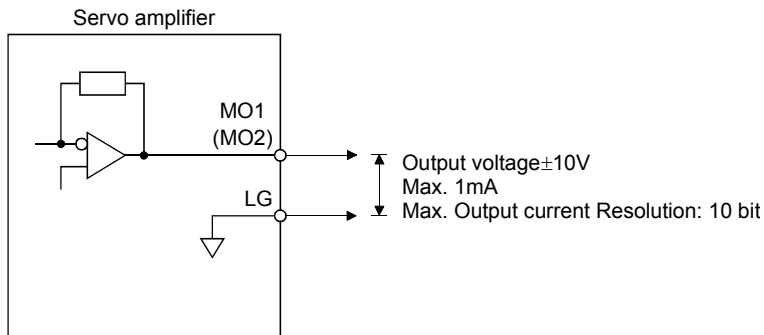 Servo amplifier
MO1
(MO2)
LG
Output voltage±10V
Max. 1mA
Max. Output current Resolution: 10 bit